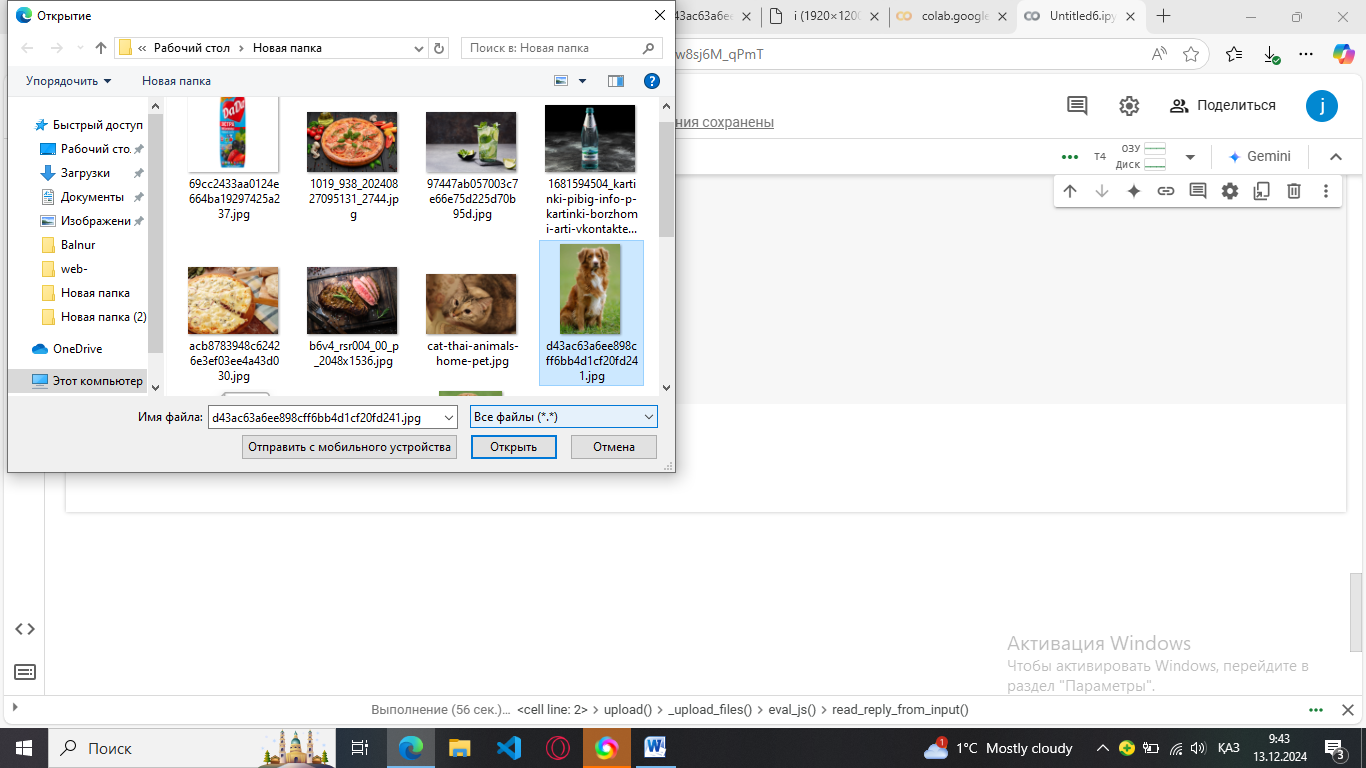 Открытие
43ac63a6e
i (1920×120
colab.google
Untitled6.ipy
« Рабочий стол › Новая папка
Поиск в: Новая папка
w8sj6M_qPmT
Упорядочить
Новая папка
Поделиться
j
ния сохранены
T4
ОЗУ
Диск
Gemini
Быстрый доступ
Рабочий сто.
Загрузки
Документы
Изображени
Balnur
web-
Новая папка
Новая папка (2)
OneDrive
Этот компьютер
DaDa
69cc2433aa0124e
664ba19297425a2
37.jpg
1019_938_202408
27095131_2744.jp
g
97447ab057003c7
e66e75d225d70b
95d.jpg
1681594504_karti
nki-pibig-info-p-
kartinki-borzhom
i-arti-vkontakte...
acb8783948c6242
6e3ef03ee4a43d0
30.jpg
b6v4_rsr004_00_p
_2048x1536.jpg
cat-thai-animals-
home-pet.jpg
d43ac63a6ee898c
ff6bb4d1cf20fd24
1.jpg
Имя файла:
d43ac63a6ee898cff6bb4d1cf20fd241.jpg
Все файлы (*.*)
Отправить с мобильного устройства
Открыть
Отмена
Активация Windows
Чтобы активировать Windows, перейдите в
раздел "Параметры".
Выполнение (56 сек.)... <cell line: 2> > upload() > _upload_files() > eval_js() > read_reply_from_input()
Поиск
1°C Mostly cloudy
ҚАЗ
9:43
13.12.2024
3